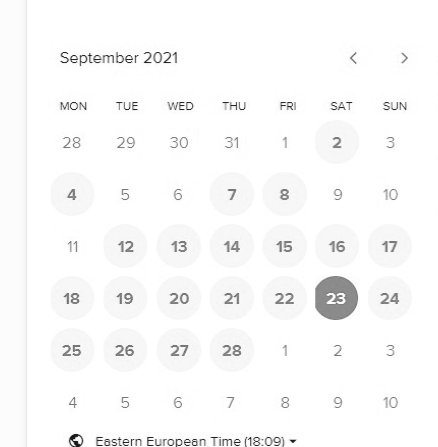 September 2021
MON TUE WED THU FRI SAT SUN
28 29 30 31 1 2 3
4 5 6 7 8 9 10
11 12 13 14 15 16 17
18 19 20 21 22 23 24
25 26 27 28 1 2 3
4 5 6 7 8 9 10
Eastern European Time (18:09)